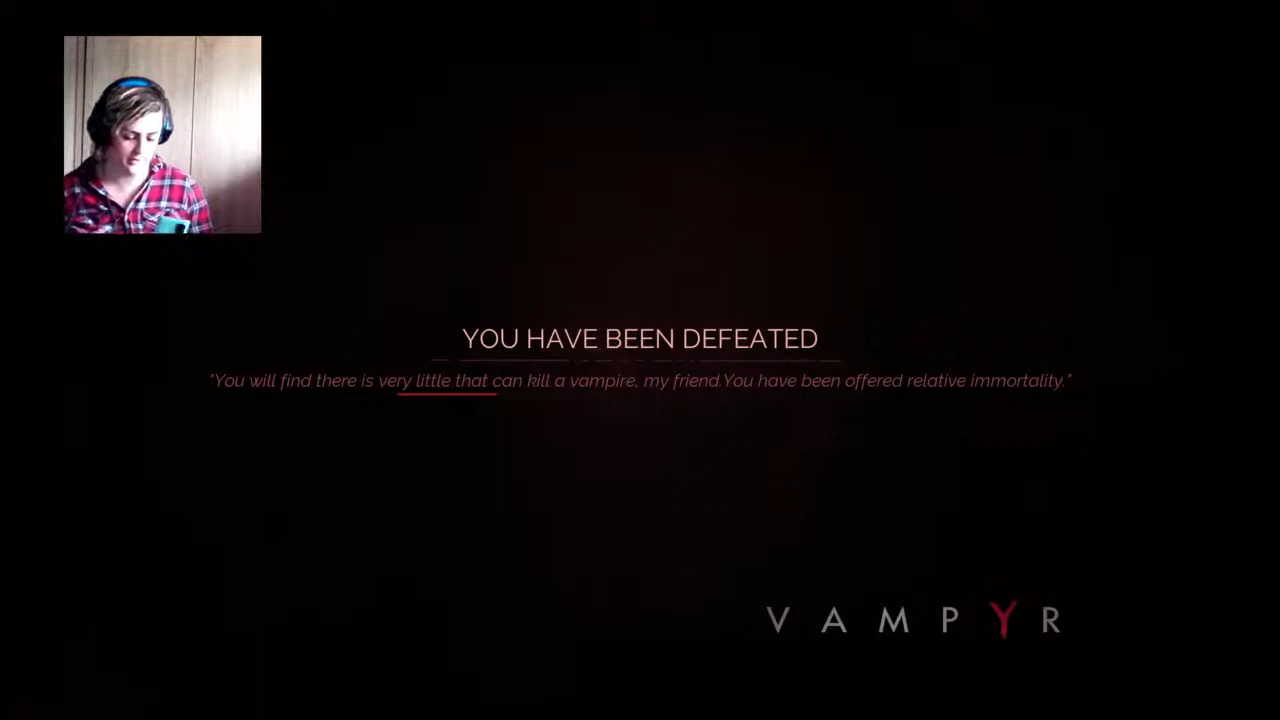 YOU HAVE BEEN DEFEATED
"You will find there is very little that can kill a vampire, my friend.You have been offered relative immortality."
VAMPYR